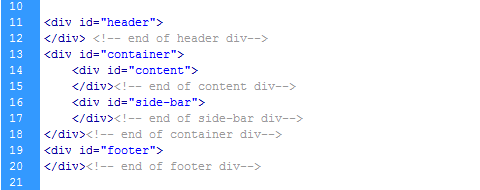 10
11 <div id="header">
12 </div> <!-- end of header div-->
13 <div id="container">
14     <div id="content">
15     </div><!-- end of content div-->
16     <div id="side-bar">
17     </div><!-- end of side-bar div-->
18 </div><!-- end of container div-->
19 <div id="footer">
20 </div><!-- end of footer div-->
21